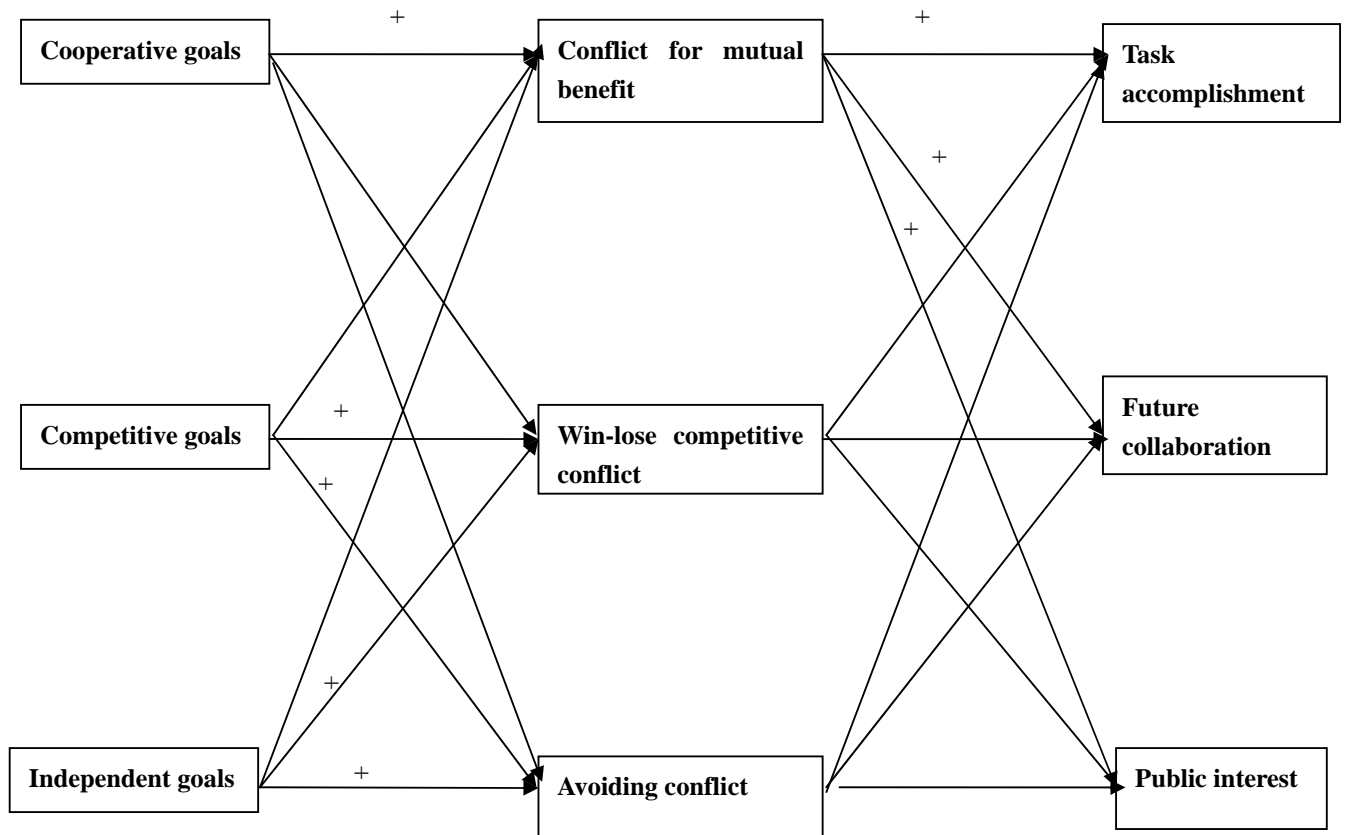 +
+
Cooperative goals
Conflict for mutual
benefit
Task
accomplishment
+
+
Competitive goals
+
+
Win-lose competitive
conflict
Future
collaboration
Independent goals
+
+
Avoiding conflict
Public interest